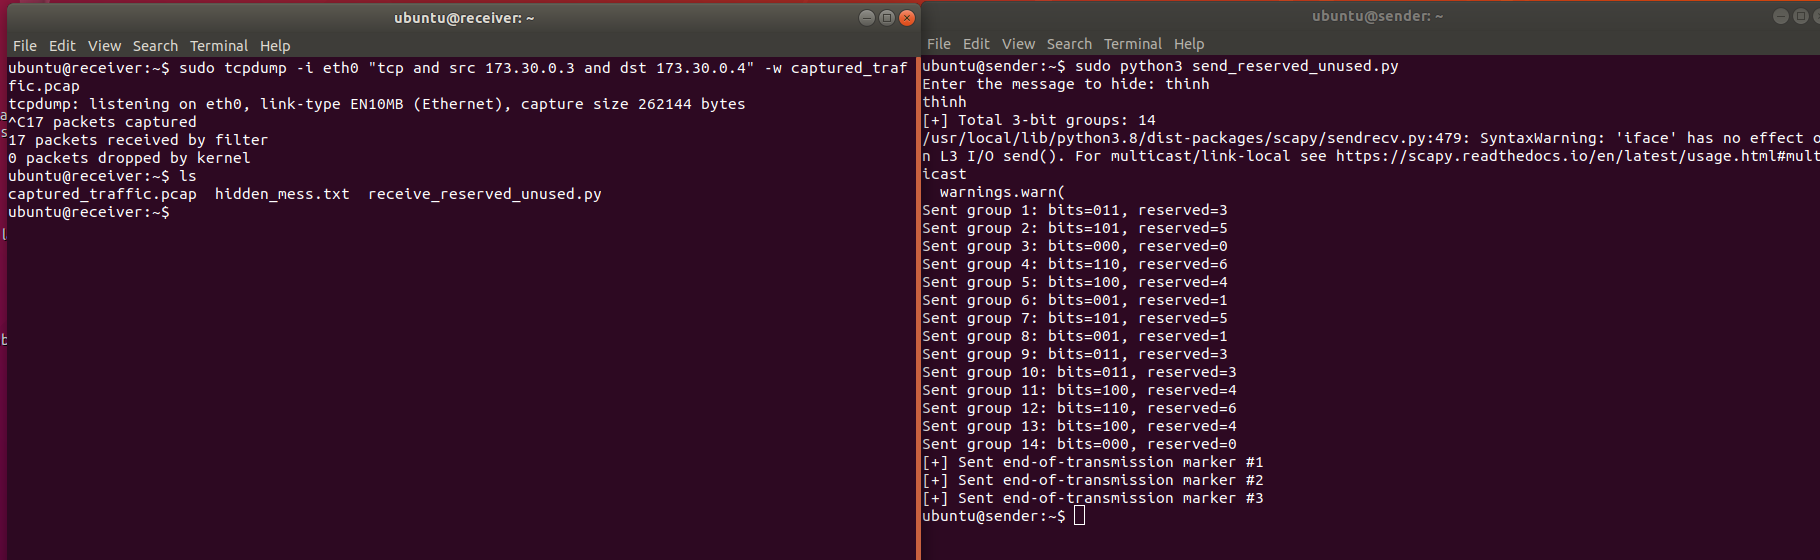 ubuntu@receiver: ~
File Edit View Search Terminal Help
ubuntu@receiver:~$ sudo tcpdump -i eth0 "tcp and src 173.30.0.3 and dst 173.30.0.4" -w captured_traf
fic.pcap
tcpdump: listening on eth0, link-type EN10MB (Ethernet), capture size 262144 bytes
^C17 packets captured
17 packets received by filter
0 packets dropped by kernel
ubuntu@receiver:~$ ls
captured_traffic.pcap  hidden_mess.txt  receive_reserved_unused.py
ubuntu@receiver:~$
ubuntu@sender: ~
File Edit View Search Terminal Help
ubuntu@sender:~$ sudo python3 send_reserved_unused.py
Enter the message to hide: thinh
thinh
[+] Total 3-bit groups: 14
/usr/local/lib/python3.8/dist-packages/scapy/sendrecv.py:479: SyntaxWarning: 'iface' has no effect o
n L3 I/O send(). For multicast/link-local see https://scapy.readthedocs.io/en/latest/usage.html#mult
icast
  warnings.warn(
Sent group 1: bits=011, reserved=3
Sent group 2: bits=101, reserved=5
Sent group 3: bits=000, reserved=0
Sent group 4: bits=110, reserved=6
Sent group 5: bits=100, reserved=4
Sent group 6: bits=001, reserved=1
Sent group 7: bits=101, reserved=5
Sent group 8: bits=001, reserved=1
Sent group 9: bits=011, reserved=3
Sent group 10: bits=011, reserved=3
Sent group 11: bits=100, reserved=4
Sent group 12: bits=110, reserved=6
Sent group 13: bits=100, reserved=4
Sent group 14: bits=000, reserved=0
[+] Sent end-of-transmission marker #1
[+] Sent end-of-transmission marker #2
[+] Sent end-of-transmission marker #3
ubuntu@sender:~$